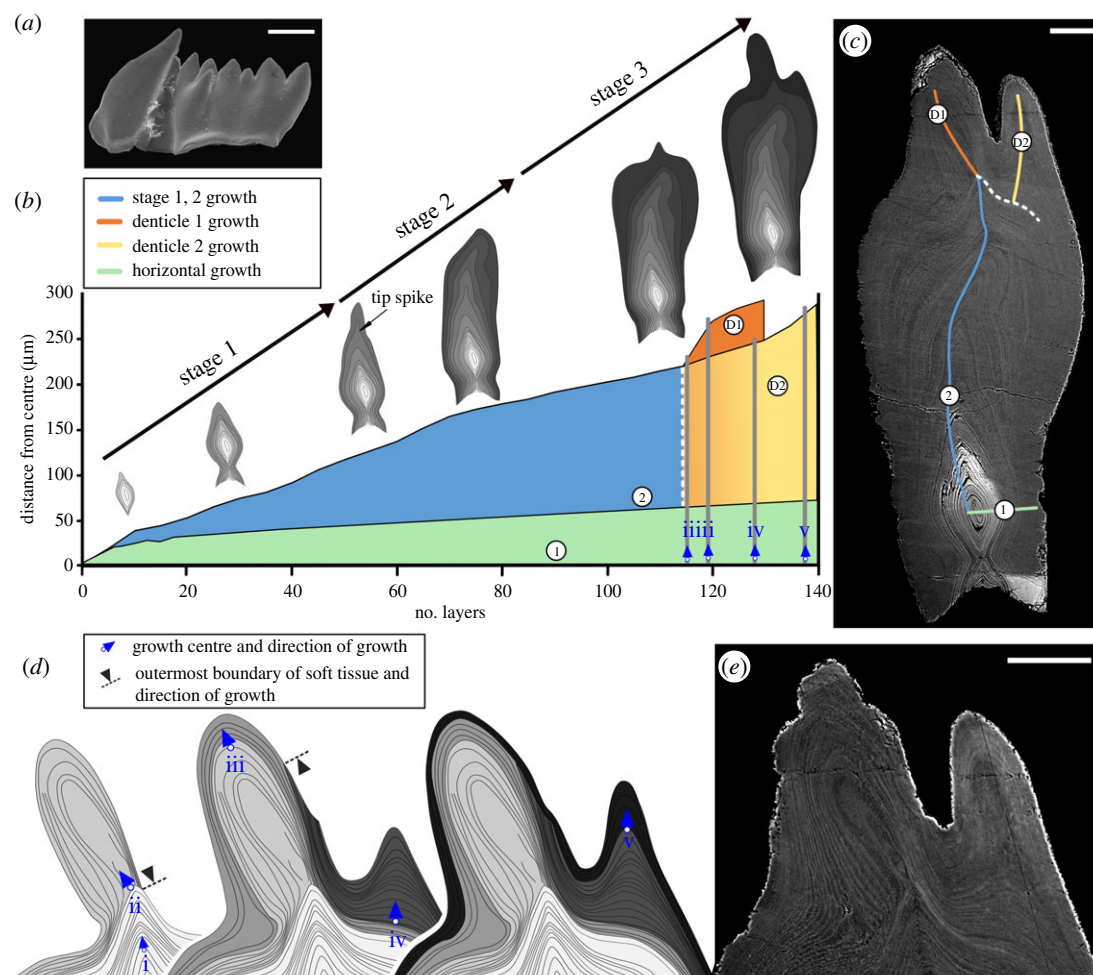 (a)
(b)
stage 1, 2 growth
denticle 1 growth
denticle 2 growth
horizontal growth
stage 1
stage 2
stage 3
tip spike
distance from centre (μm)
300
250
200
150
100
50
0
D1
D2
2
1
ii
iii
iv
v
0 20 40 60 80 100 120 140
no. layers
(c)
D1
D2
2
1
(d)
growth centre and direction of growth
outermost boundary of soft tissue and
direction of growth
i
ii
iii
iv
v
(e)